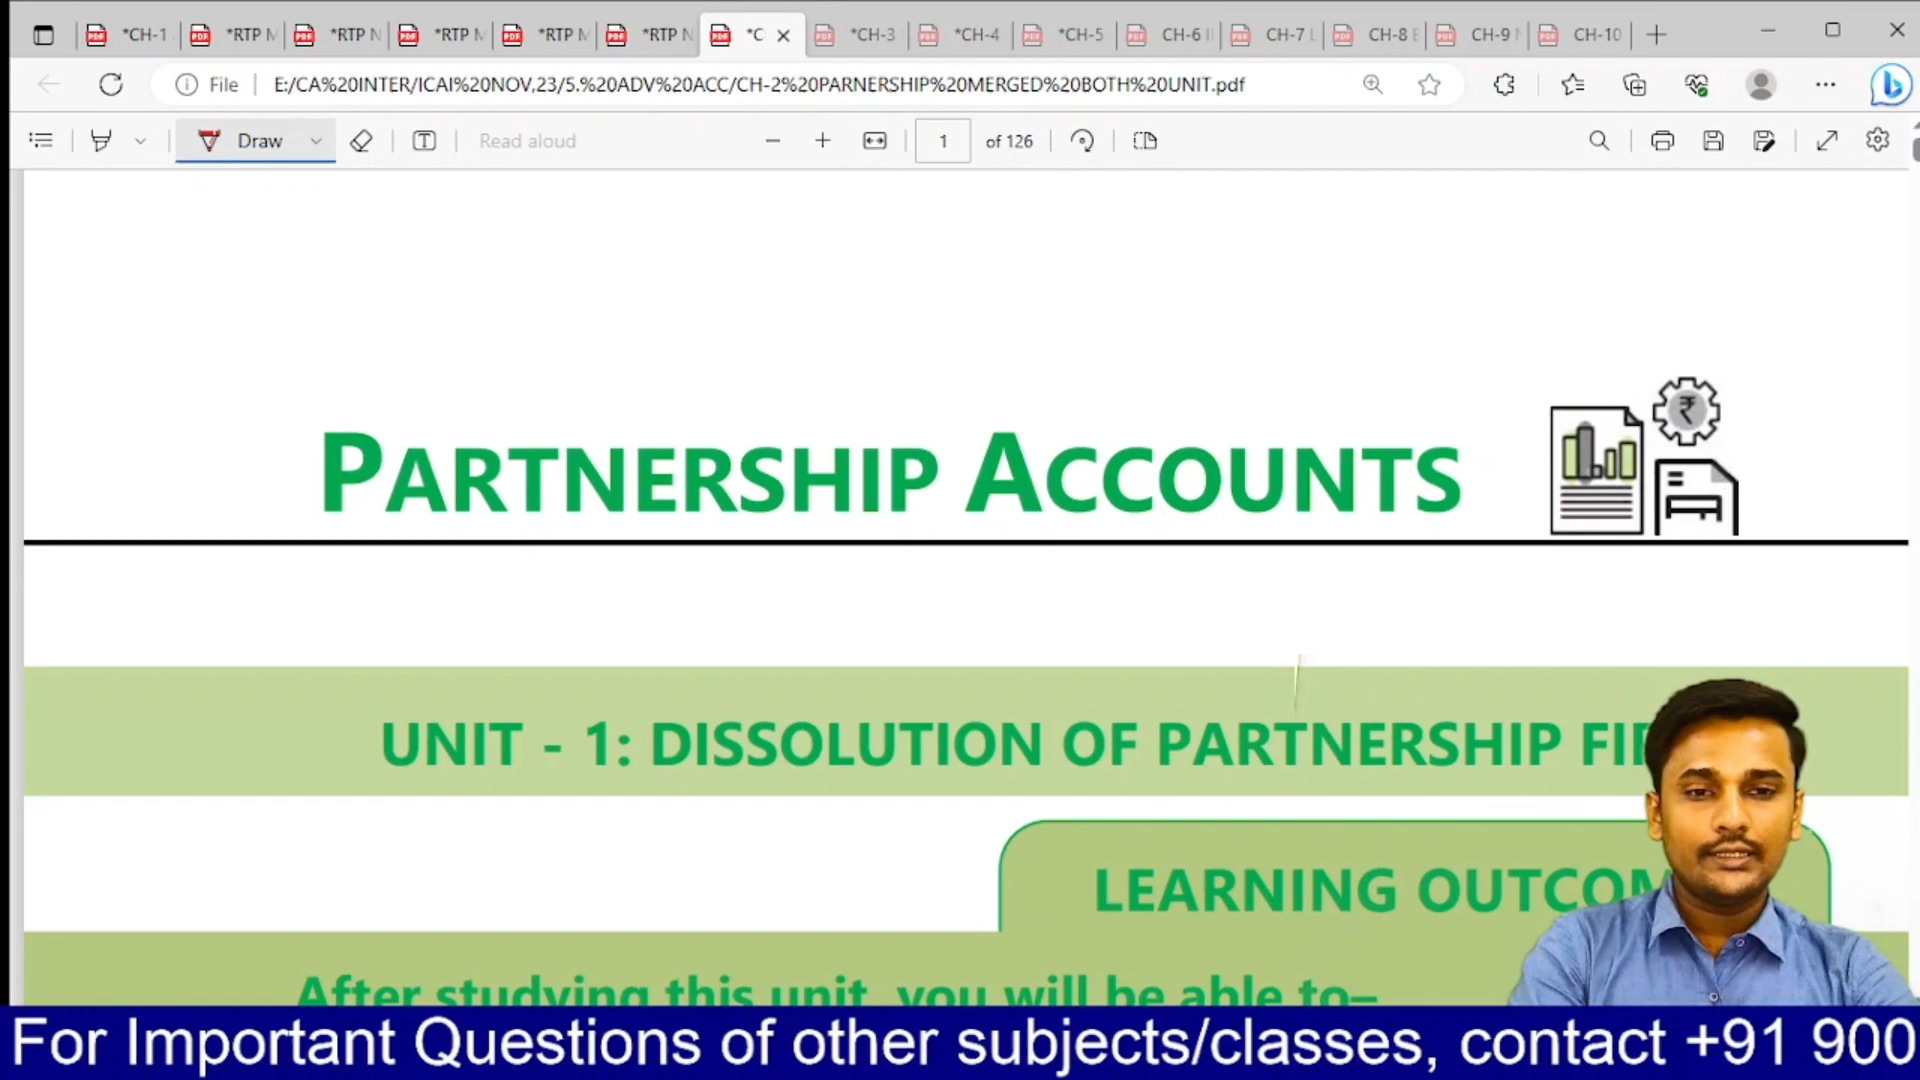 *CH-1
*RTP M
*RTP N
*RTP M
*RTP M
*RTP N
*C
*CH-3
*CH-4
*CH-5
CH-6 I
CH-7 L
CH-8 E
CH-9 N
CH-10
File
E:/CA%20INTER/ICAI%20NOV,23/5.%20ADV%20ACC/CH-2%20PARNERSHIP%20MERGED%20BOTH%20UNIT.pdf
Draw
Read aloud
1 of 126
PARTNERSHIP ACCOUNTS
₹
UNIT - 1: DISSOLUTION OF PARTNERSHIP FI
LEARNING OUTCOM
After studying this unit, you will be able to–
For Important Questions of other subjects/classes, contact +91 900